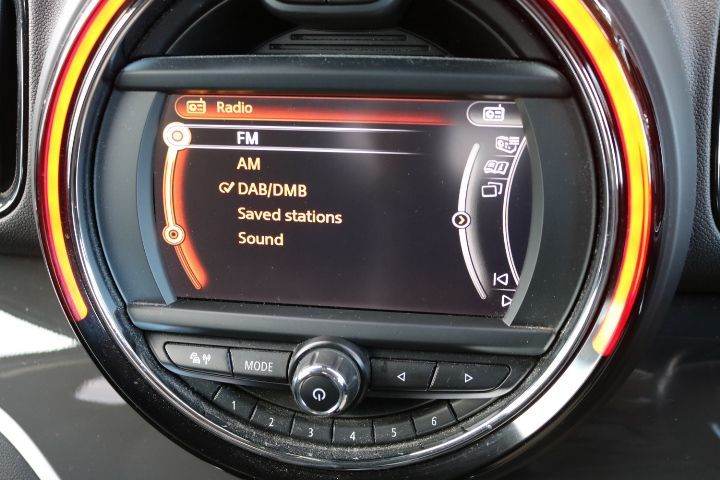 Radio
FM
AM
DAB/DMB
Saved stations
Sound
MODE
1 2 3 4 5 6